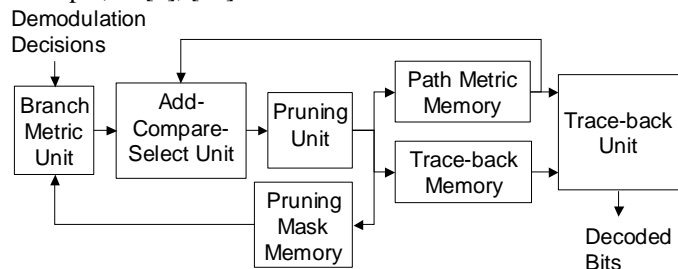 Demodulation
Decisions
Branch
Metric
Unit
Add-
Compare-
Select Unit
Pruning
Unit
Path Metric
Memory
Trace-back
Memory
Trace-back
Unit
Pruning
Mask
Memory
Decoded
Bits